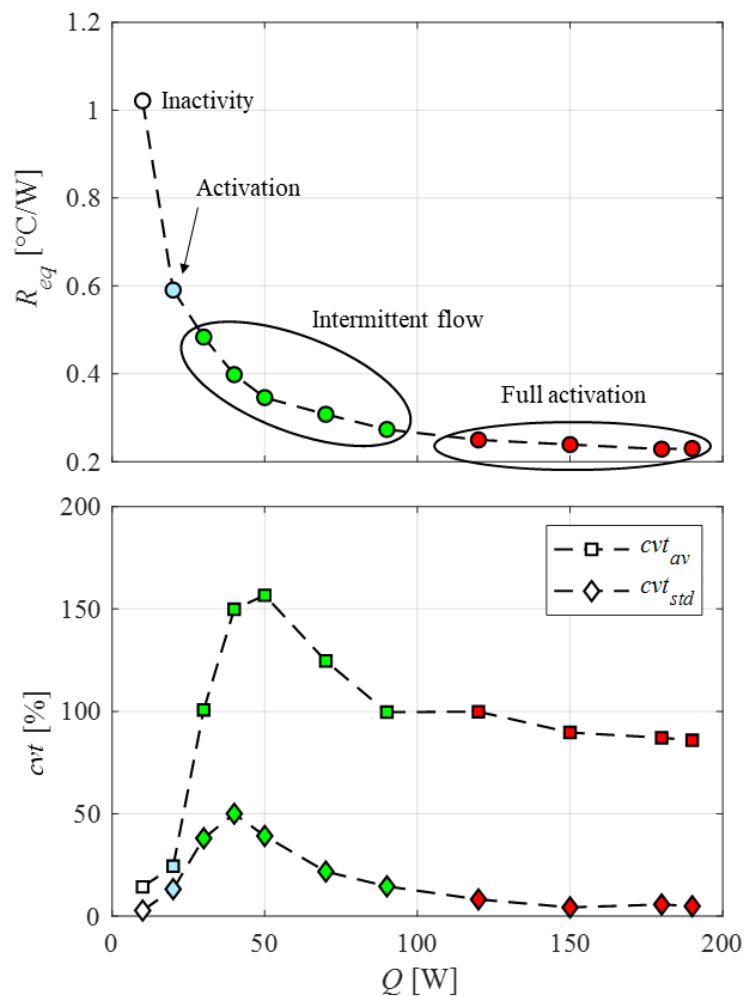 1.2
1
0.8
0.6
0.4
0.2
R_eq [°C/W]
Inactivity
Activation
Intermittent flow
Full activation
200
150
100
50
0
cvt [%]
cvt_av
cvt_std
0 50 100 150 200
Q [W]